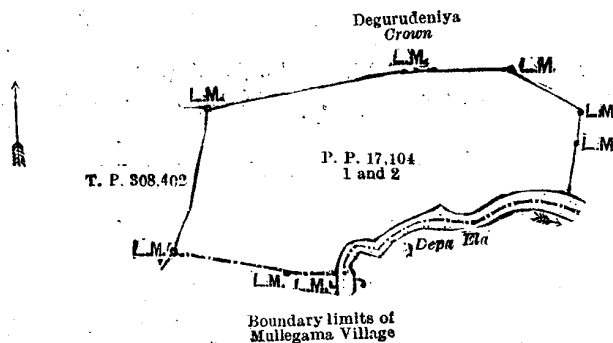 Degurudeniya
Crown
L.M.
L.M.
L.M.
L.M.
L.M.
P. P. 17,104
1 and 2
T. P. 308,402
Depa Ela
L.M.
L.M. L.M.
Boundary limits of
Mullegama Village